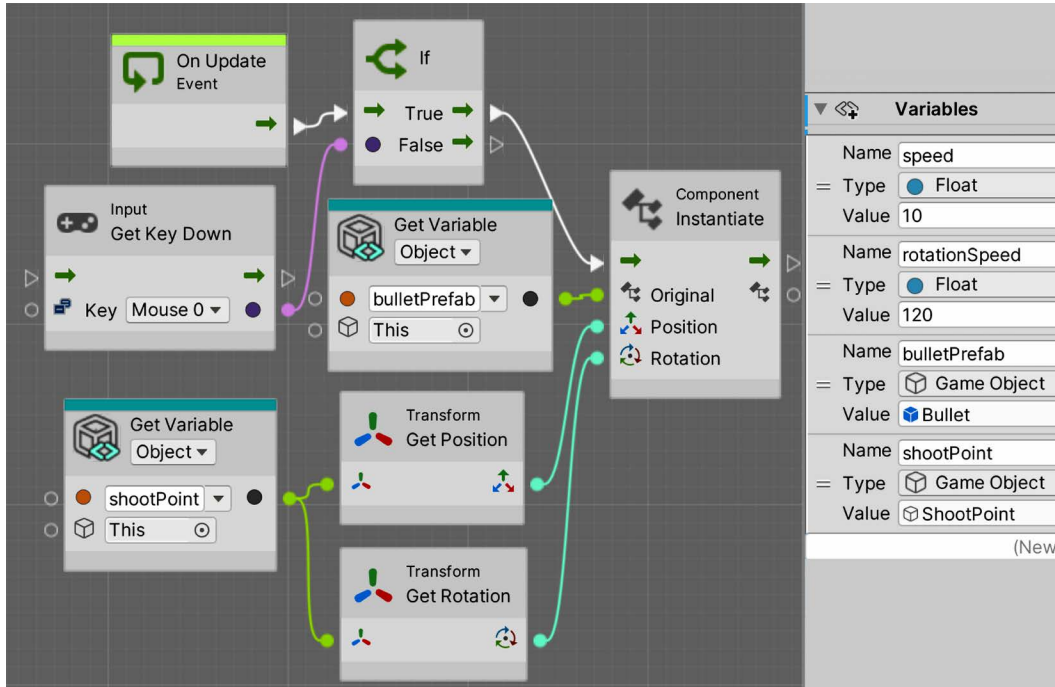 On Update
Event
If
True
False
Input
Get Key Down
Key Mouse 0
Get Variable
Object
bulletPrefab
This
Component
Instantiate
Original
Position
Rotation
Get Variable
Object
shootPoint
This
Transform
Get Position
Transform
Get Rotation
Variables
Name speed
= Type Float
Value 10
Name rotationSpeed
= Type Float
Value 120
Name bulletPrefab
= Type Game Object
Value Bullet
Name shootPoint
= Type Game Object
Value ShootPoint
(New